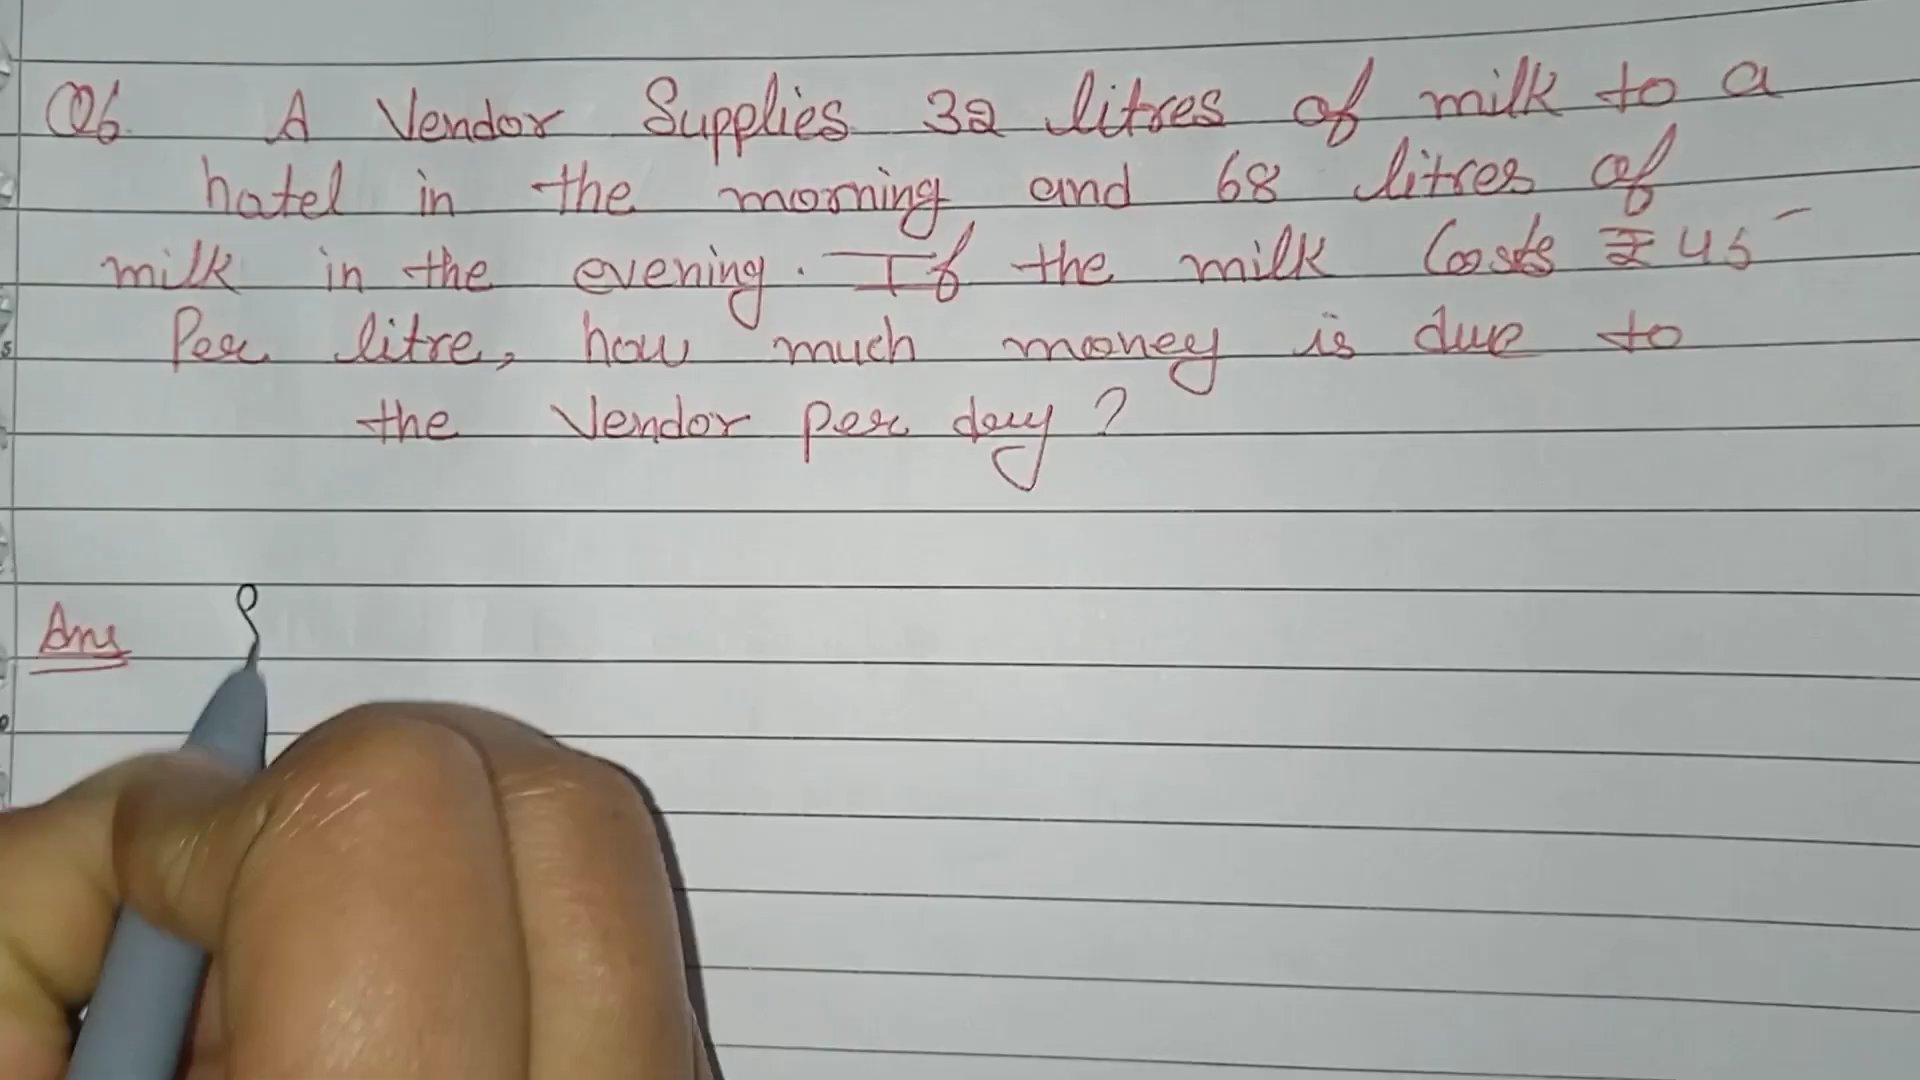 Q6 A Vendor Supplies 32 litres of milk to a
hotel in the morning and 68 litres of
milk in the evening. If the milk Costs ₹ 45
Per litre, how much money is due to
the Vendor per day?
Ans